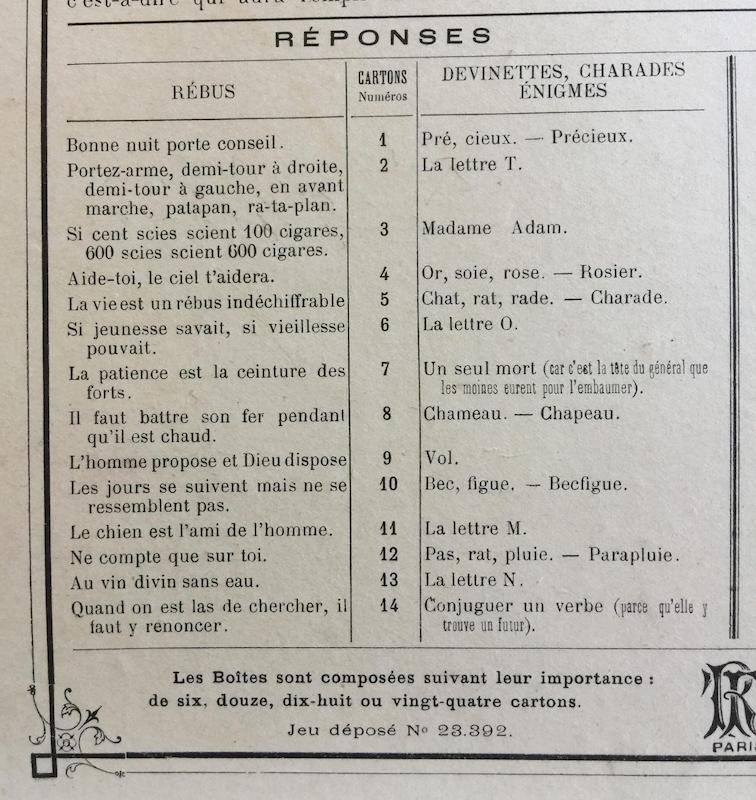 RÉPONSES
RÉBUS
CARTONS
Numéros
DEVINETTES, CHARADES
ÉNIGMES
Bonne nuit porte conseil. 1 Pré, cieux. — Précieux.
Portez-arme, demi-tour à droite, 2 La lettre T.
demi-tour à gauche, en avant
marche, patapan, ra-ta-plan.
Si cent scies scient 100 cigares, 3 Madame Adam.
600 scies scient 600 cigares.
Aide-toi, le ciel t'aidera. 4 Or, soie, rose. — Rosier.
La vie est un rébus indéchiffrable 5 Chat, rat, rade. — Charade.
Si jeunesse savait, si vieillesse 6 La lettre O.
pouvait.
La patience est la ceinture des 7 Un seul mort (car c'est la tête du général que
forts. les moines eurent pour l'embaumer).
Il faut battre son fer pendant 8 Chameau. — Chapeau.
qu'il est chaud.
L'homme propose et Dieu dispose 9 Vol.
Les jours se suivent mais ne se 10 Bec, figue. — Becfigue.
ressemblent pas.
Le chien est l'ami de l'homme. 11 La lettre M.
Ne compte que sur toi. 12 Pas, rat, pluie. — Parapluie.
Au vin divin sans eau. 13 La lettre N.
Quand on est las de chercher, il 14 Conjuguer un verbe (parce qu'elle y
faut y renoncer. trouve un futur).
Les Boîtes sont composées suivant leur importance :
de six, douze, dix-huit ou vingt-quatre cartons.
Jeu déposé No 23.392.